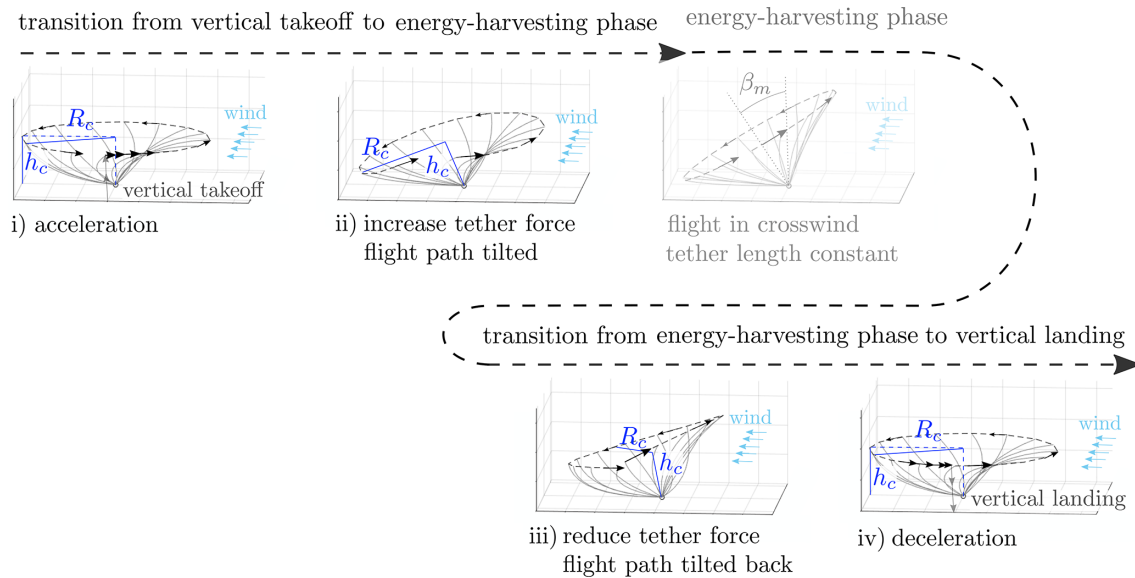 transition from vertical takeoff to energy-harvesting phase
energy-harvesting phase
R_c
h_c
wind
vertical takeoff
i) acceleration
R_c
h_c
wind
ii) increase tether force
flight path tilted
β_m
wind
flight in crosswind
tether length constant
transition from energy-harvesting phase to vertical landing
R_c
h_c
wind
iii) reduce tether force
flight path tilted back
R_c
h_c
wind
vertical landing
iv) deceleration